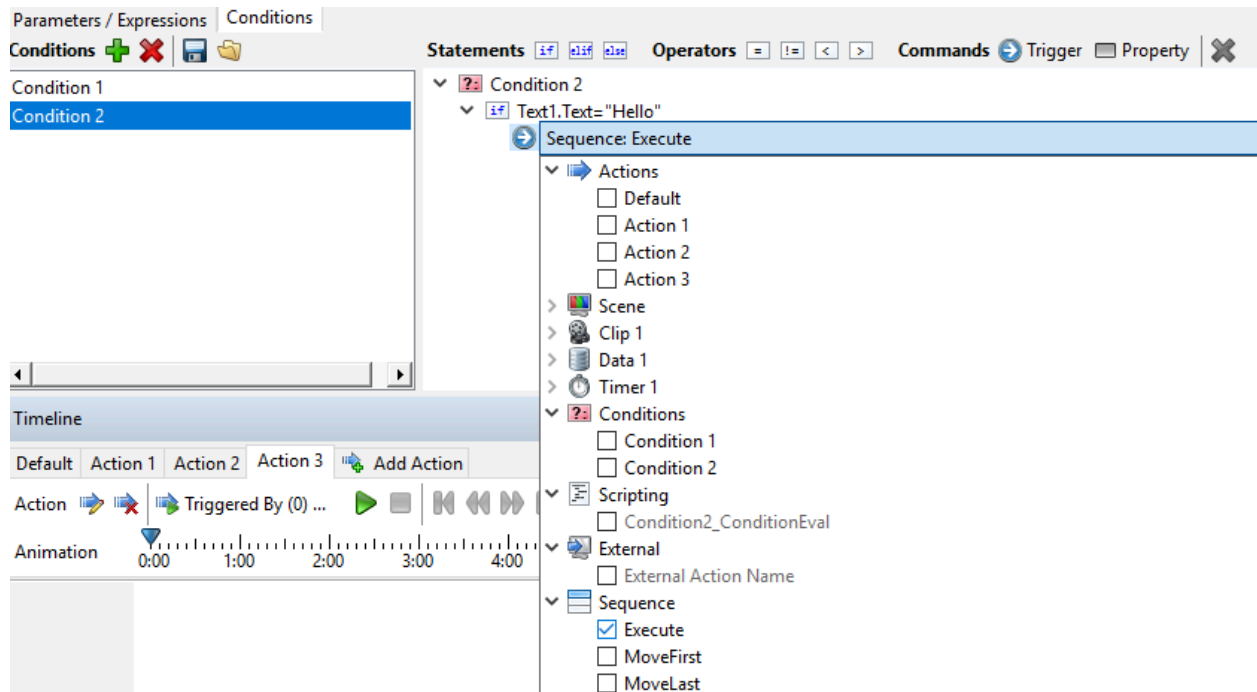 Parameters / Expressions Conditions
Conditions
Statements if elif else Operators = != < > Commands Trigger Property
Condition 1
Condition 2
?: Condition 2
if Text1.Text="Hello"
Sequence: Execute
Actions
Default
Action 1
Action 2
Action 3
Scene
Clip 1
Data 1
Timer 1
?: Conditions
Condition 1
Condition 2
Scripting
Condition2_ConditionEval
External
External Action Name
Sequence
Execute
MoveFirst
MoveLast
Timeline
Default Action 1 Action 2 Action 3 Add Action
Action Triggered By (0) ...
Animation 0:00 1:00 2:00 3:00 4:00